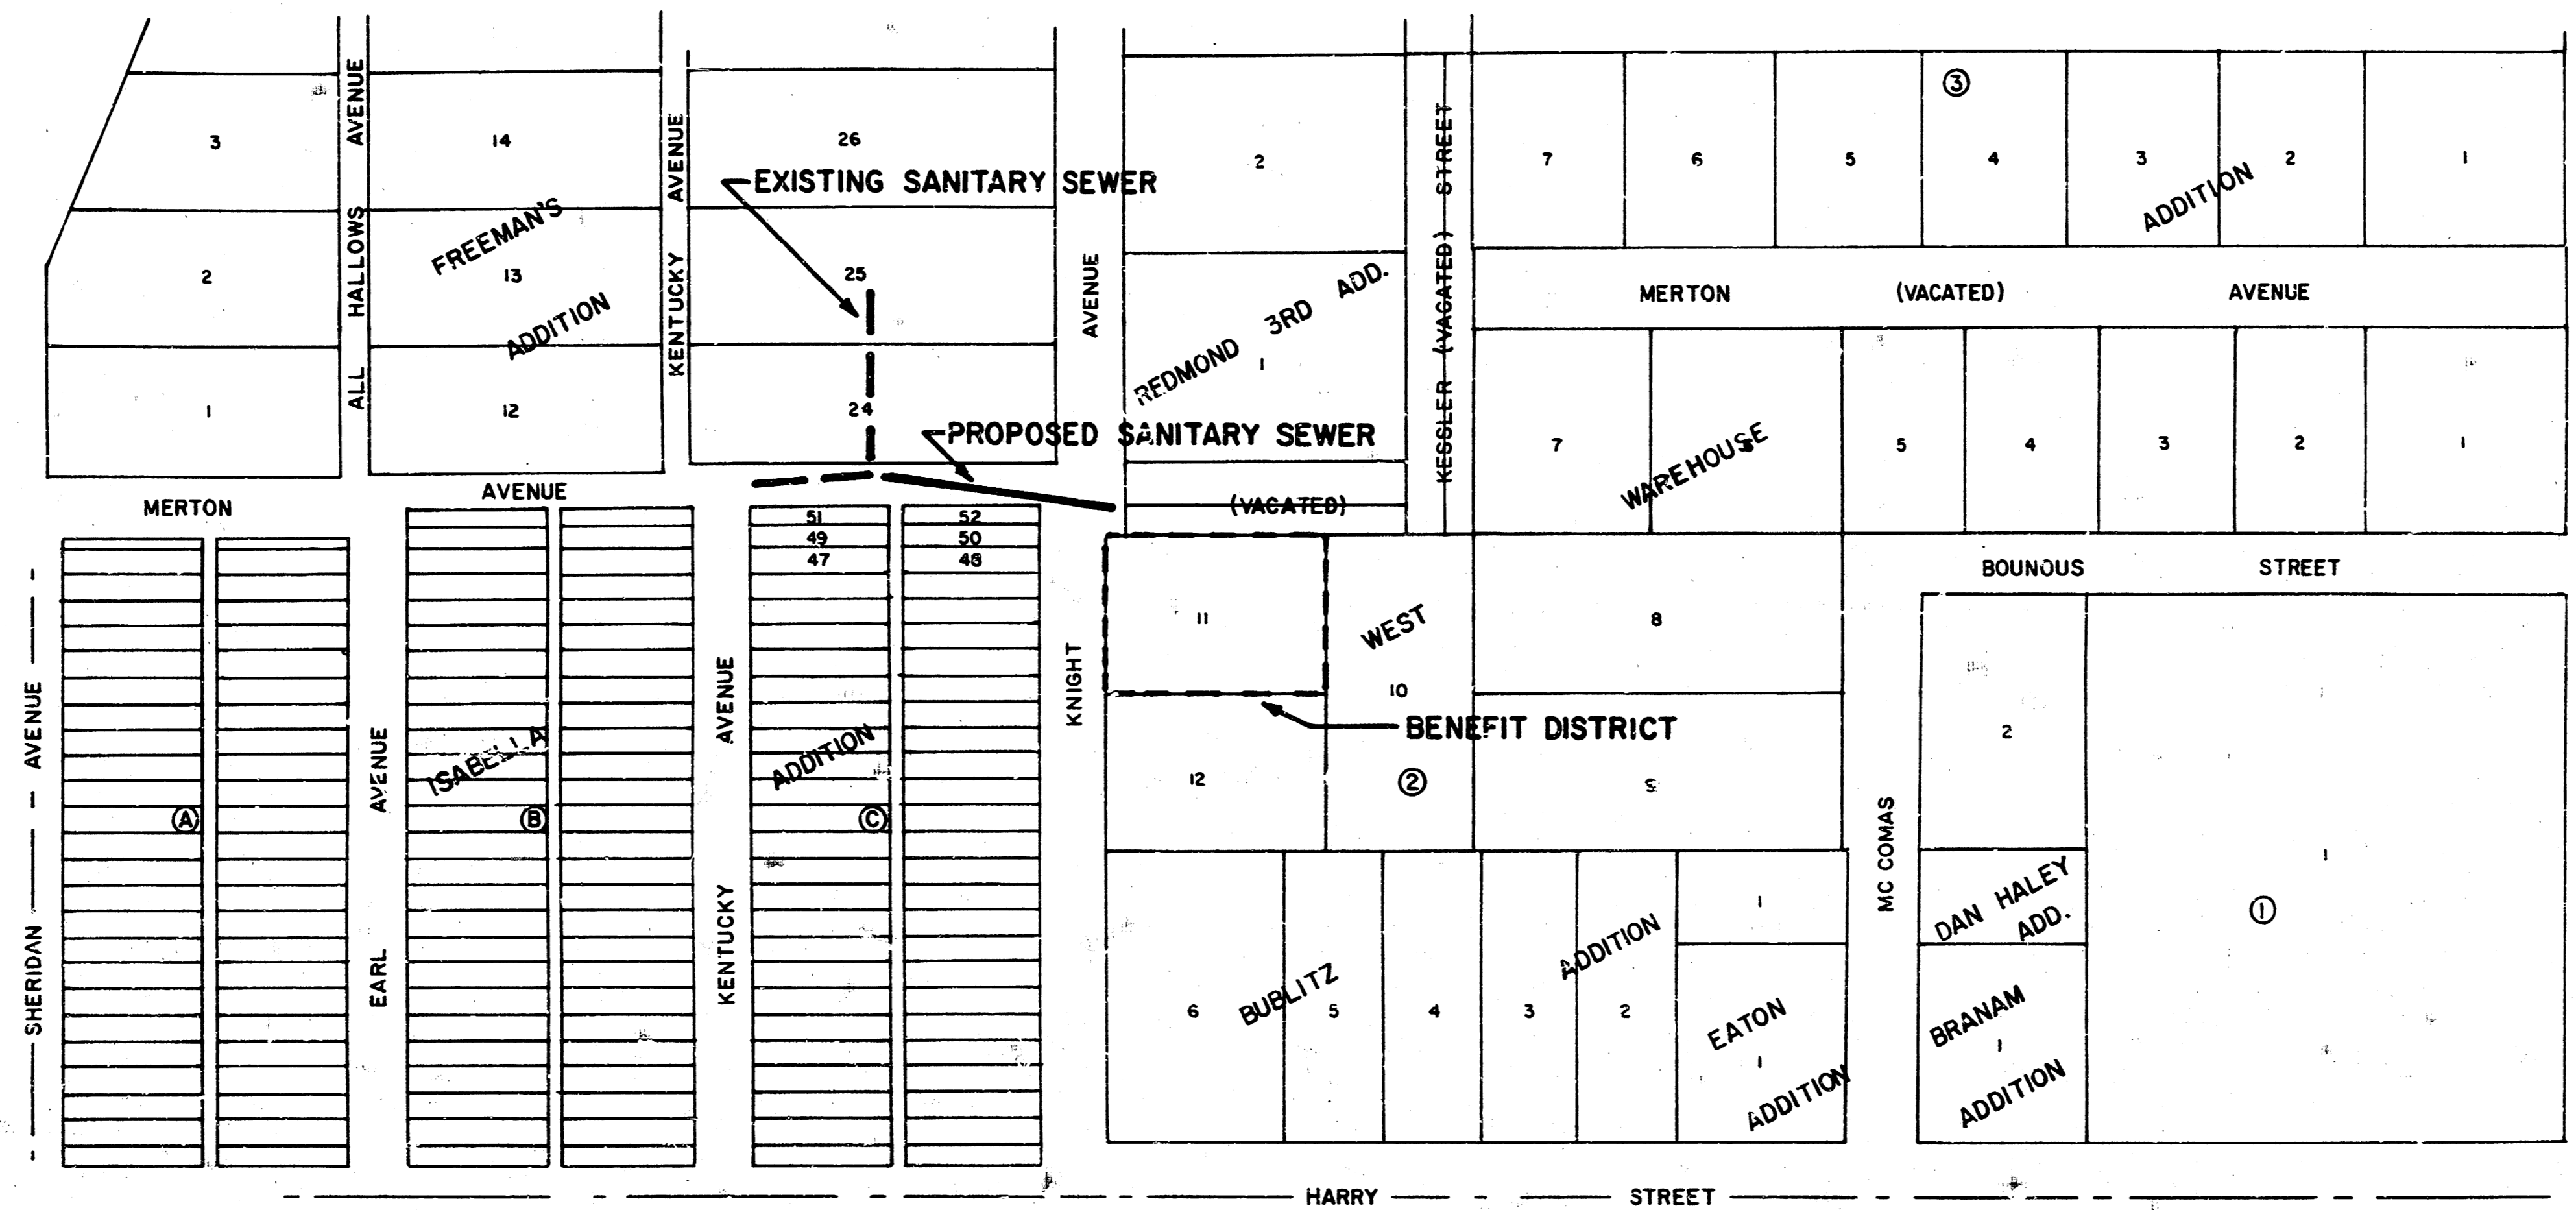 3
14
26
2
7
6
5
③
4
3
2
1
ALL HALLOWS AVENUE
KENTUCKY AVENUE
EXISTING SANITARY SEWER
KESSLER (VACATED) STREET
ADDITION
2
FREEMAN'S
13
ADDITION
25
AVENUE
REDMOND 3RD ADD.
1
MERTON (VACATED) AVENUE
1
12
24
PROPOSED SANITARY SEWER
7
WAREHOUSE
5
4
3
2
1
MERTON AVENUE
(VACATED)
51
49
47
52
50
48
BOUNOUS STREET
11
WEST
10
8
KNIGHT
BENEFIT DISTRICT
12
②
2
SHERIDAN AVENUE
EARL AVENUE
KENTUCKY AVENUE
ISABELLA ADDITION
Ⓐ
Ⓑ
Ⓒ
MC COMAS
1
DAN HALEY
ADD.
1
①
6
BUBLITZ
5
4
3
ADDITION
2
EATON
1
ADDITION
BRANAM
1
ADDITION
HARRY STREET